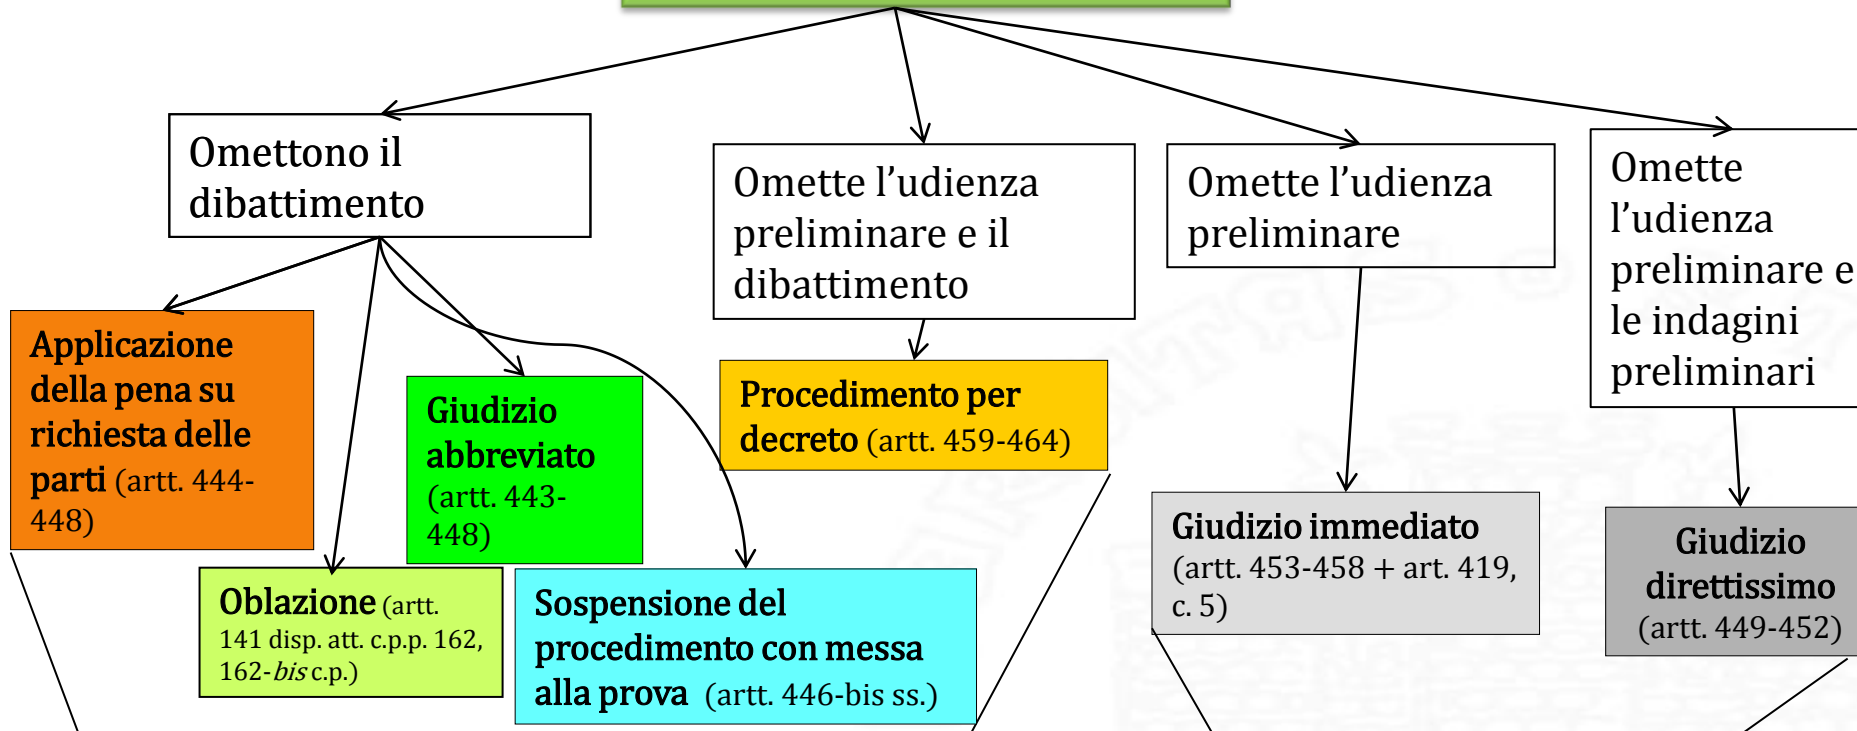 Omettono il
dibattimento
Omette l’udienza
preliminare e il
dibattimento
Omette l’udienza
preliminare
Omette
l’udienza
preliminare e
le indagini
preliminari
Applicazione
della pena su
richiesta delle
parti (artt. 444-
448)
Giudizio
abbreviato
(artt. 443-
448)
Procedimento per
decreto (artt. 459-464)
Giudizio immediato
(artt. 453-458 + art. 419,
c. 5)
Giudizio
direttissimo
(artt. 449-452)
Oblazione (artt.
141 disp. att. c.p.p. 162,
162-bis c.p.)
Sospensione del
procedimento con messa
alla prova (artt. 446-bis ss.)